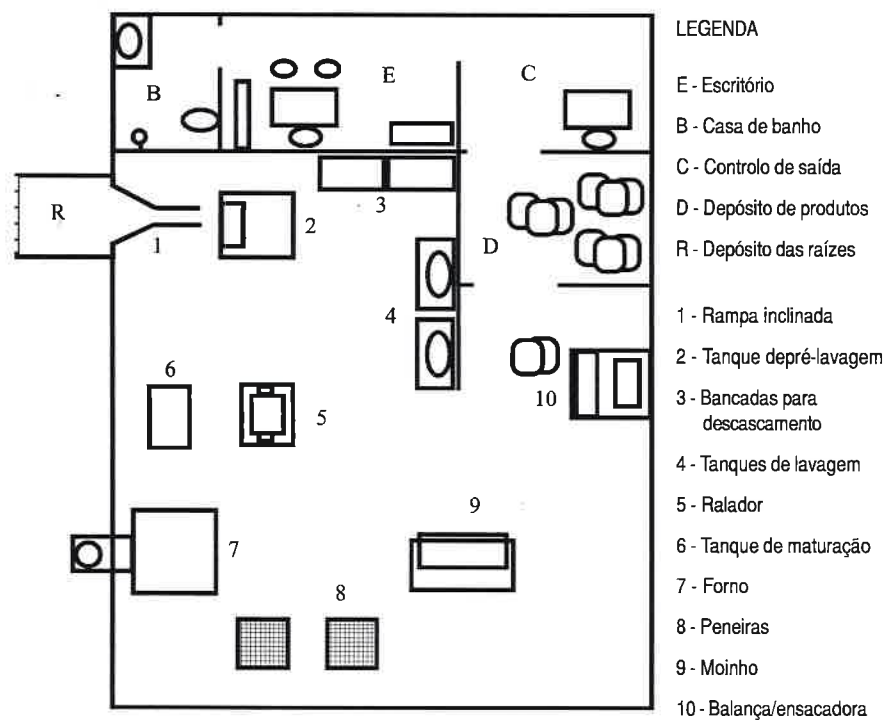 LEGENDA
E - Escritório
B - Casa de banho
C - Controlo de saída
D - Depósito de produtos
R - Depósito das raízes
1 - Rampa inclinada
2 - Tanque depré-lavagem
3 - Bancadas para
descascamento
4 - Tanques de lavagem
5 - Ralador
6 - Tanque de maturação
7 - Forno
8 - Peneiras
9 - Moinho
10 - Balança/ensacadora
B
E
C
R
1
2
3
D
4
6
5
10
9
7
8